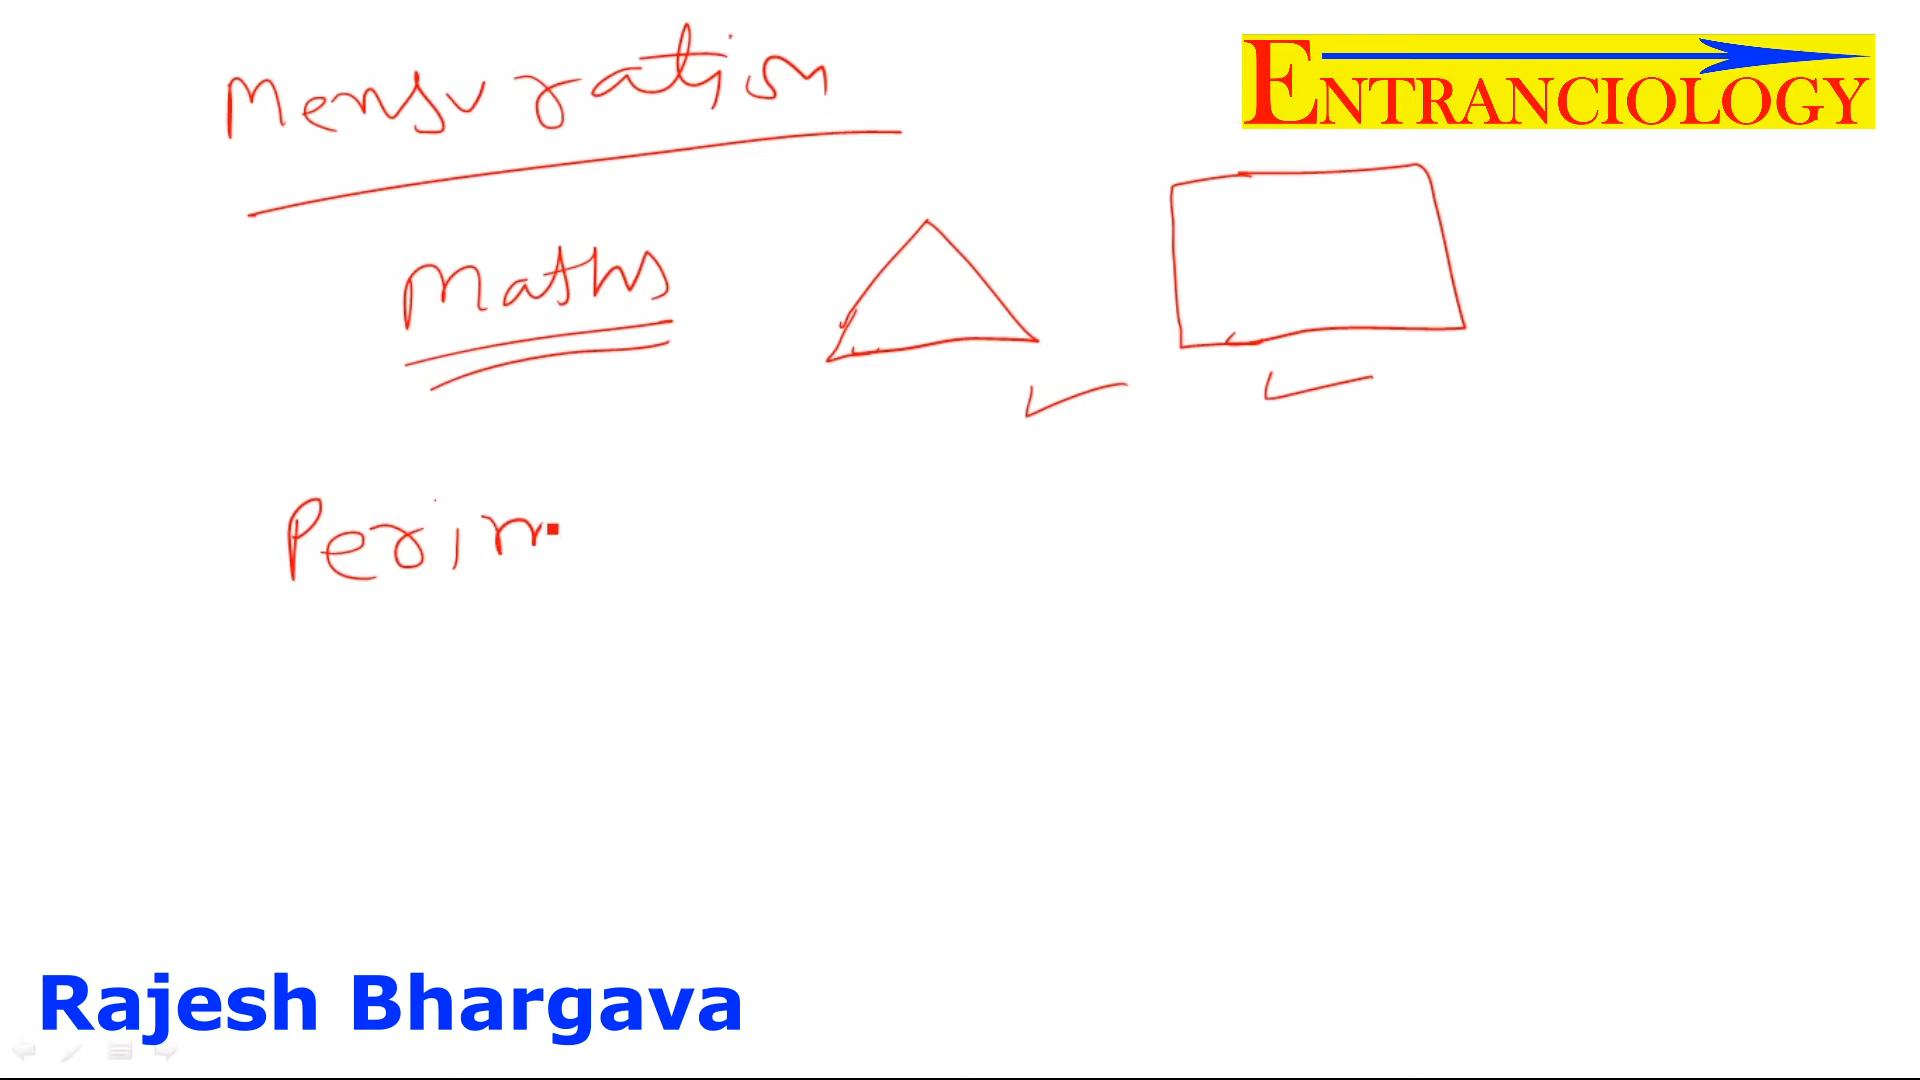 Mensuration
ENTRANCIOLOGY
Maths
Perim
Rajesh Bhargava